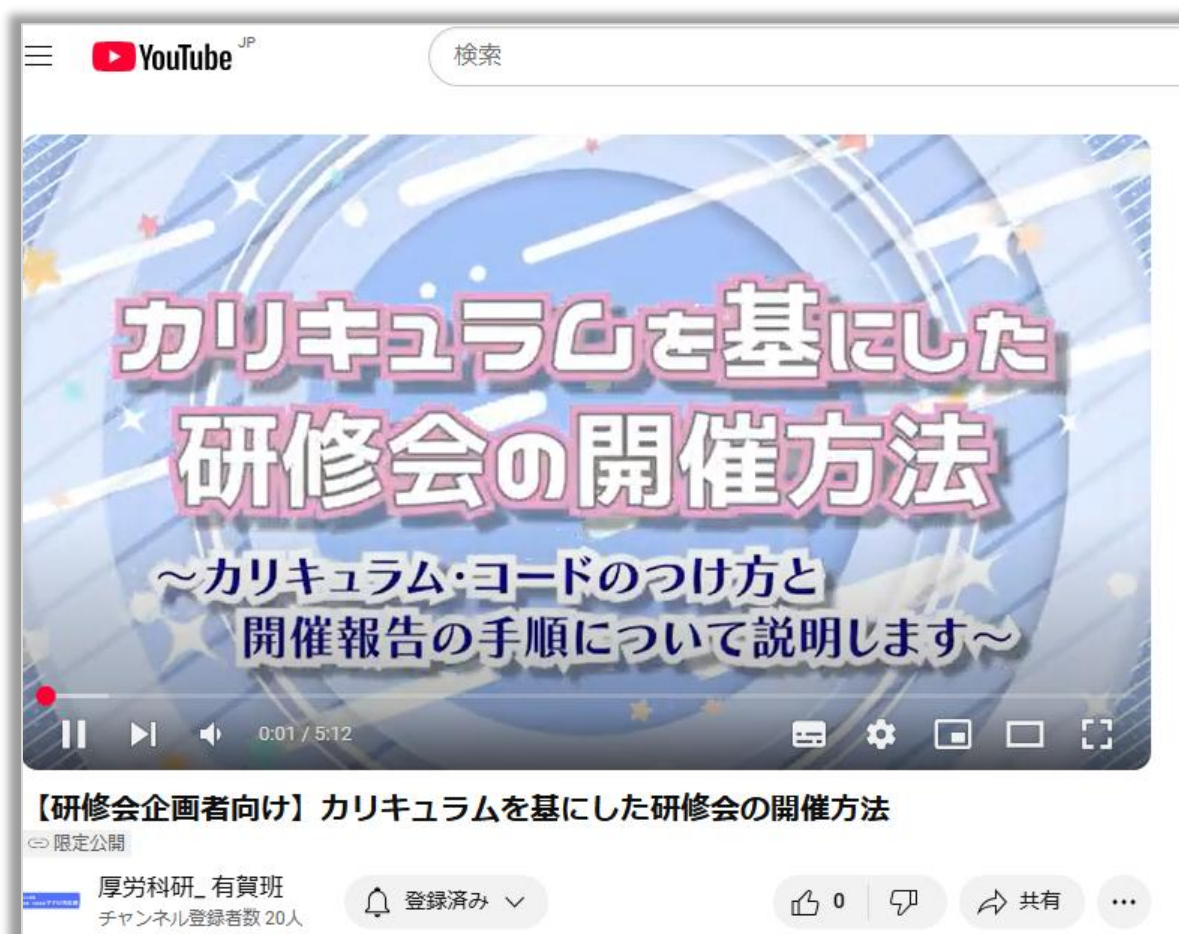 YouTube JP
検索
カリキュラムを基にした
研修会の開催方法
～カリキュラム・コードのつけ方と
開催報告の手順について説明します～
0:01 / 5:12
【研修会企画者向け】カリキュラムを基にした研修会の開催方法
限定公開
厚労科研_有賀班
チャンネル登録者数 20人
登録済み
0
共有